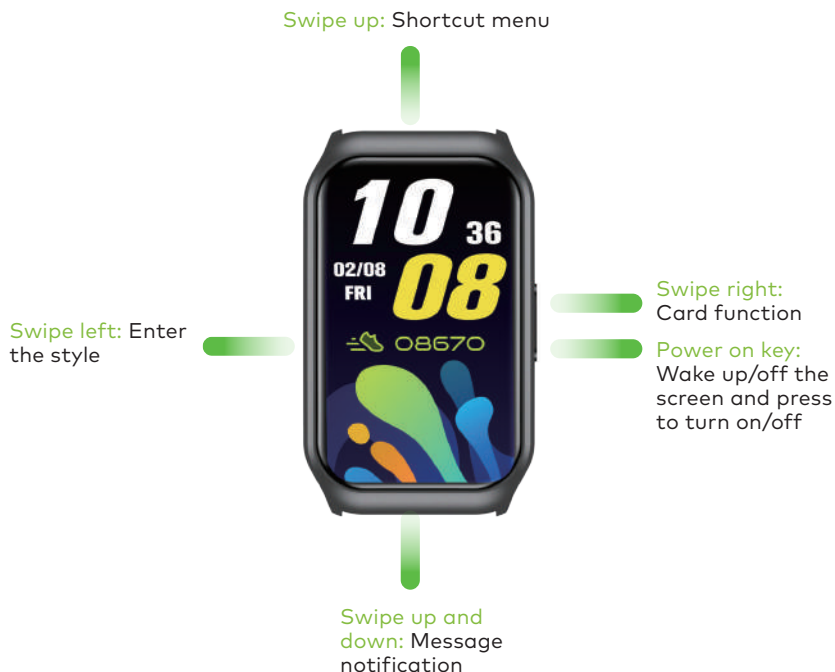 Swipe up: Shortcut menu
10
36
02/08
FRI
08
08670
Swipe left: Enter
the style
Swipe right:
Card function
Power on key:
Wake up/off the
screen and press
to turn on/off
Swipe up and
down: Message
notification